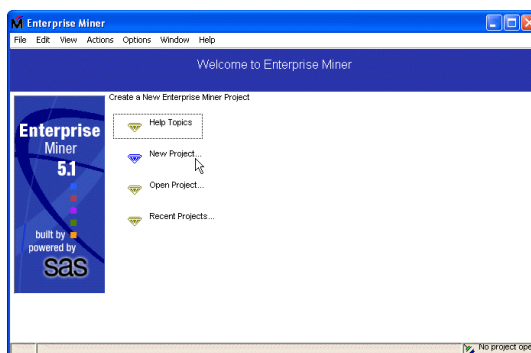 Enterprise Miner
File Edit View Actions Options Window Help
Welcome to Enterprise Miner
Create a New Enterprise Miner Project
Help Topics
New Project...
Open Project...
Recent Projects...
Enterprise
Miner
5.1
built by
powered by
sas
No project ope